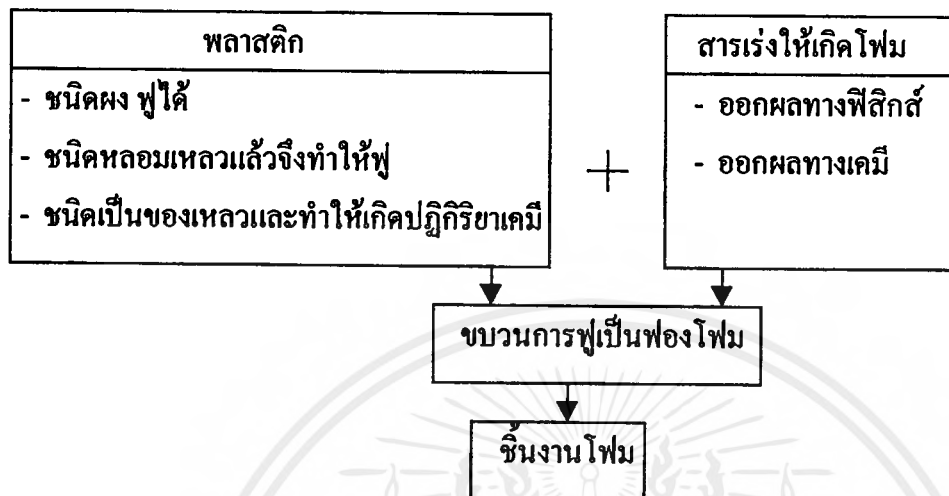 พลาสติก
- ชนิดผง ฟูได้
- ชนิดหลอมเหลวแล้วจึงทำให้ฟู
- ชนิดเป็นของเหลวและทำให้เกิดปฏิกิริยาเคมี
+
สารเร่งให้เกิดโฟม
- ออกผลทางฟิสิกส์
- ออกผลทางเคมี
ขบวนการฟูเป็นฟองโฟม
ชิ้นงานโฟม